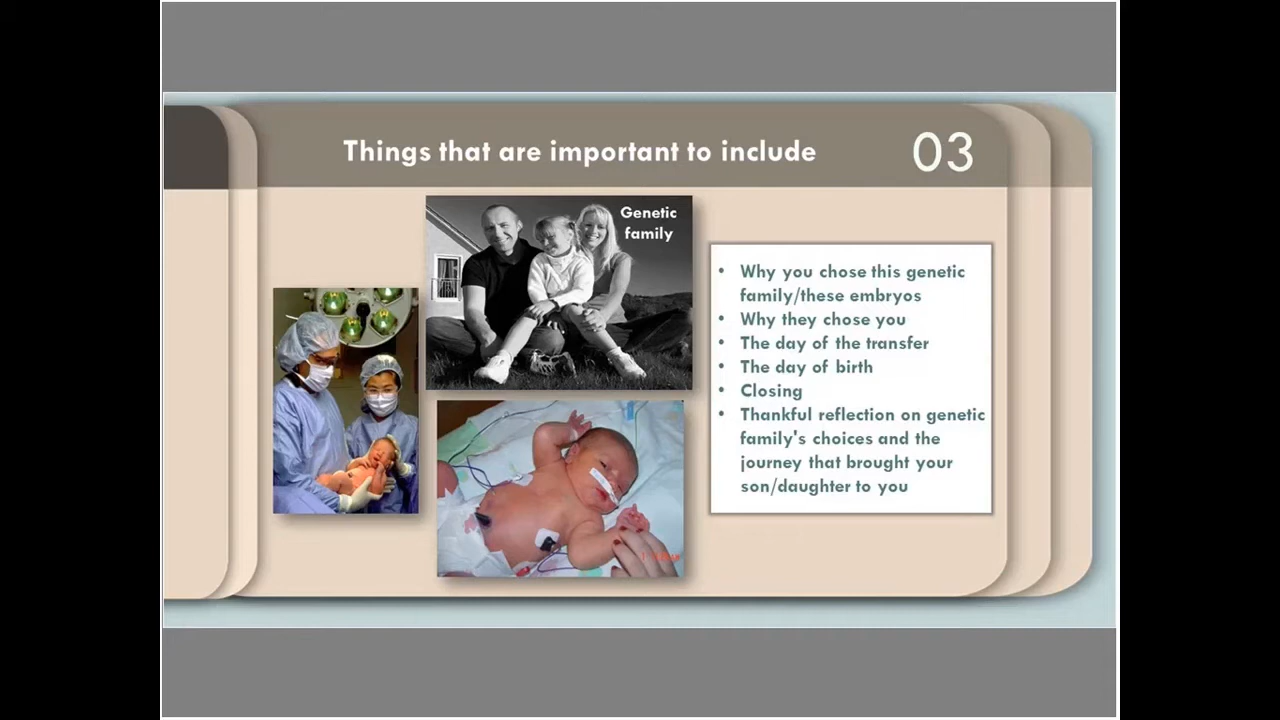 Things that are important to include
03
Genetic
family
• Why you chose this genetic
family/these embryos
• Why they chose you
• The day of the transfer
• The day of birth
• Closing
• Thankful reflection on genetic
family's choices and the
journey that brought your
son/daughter to you